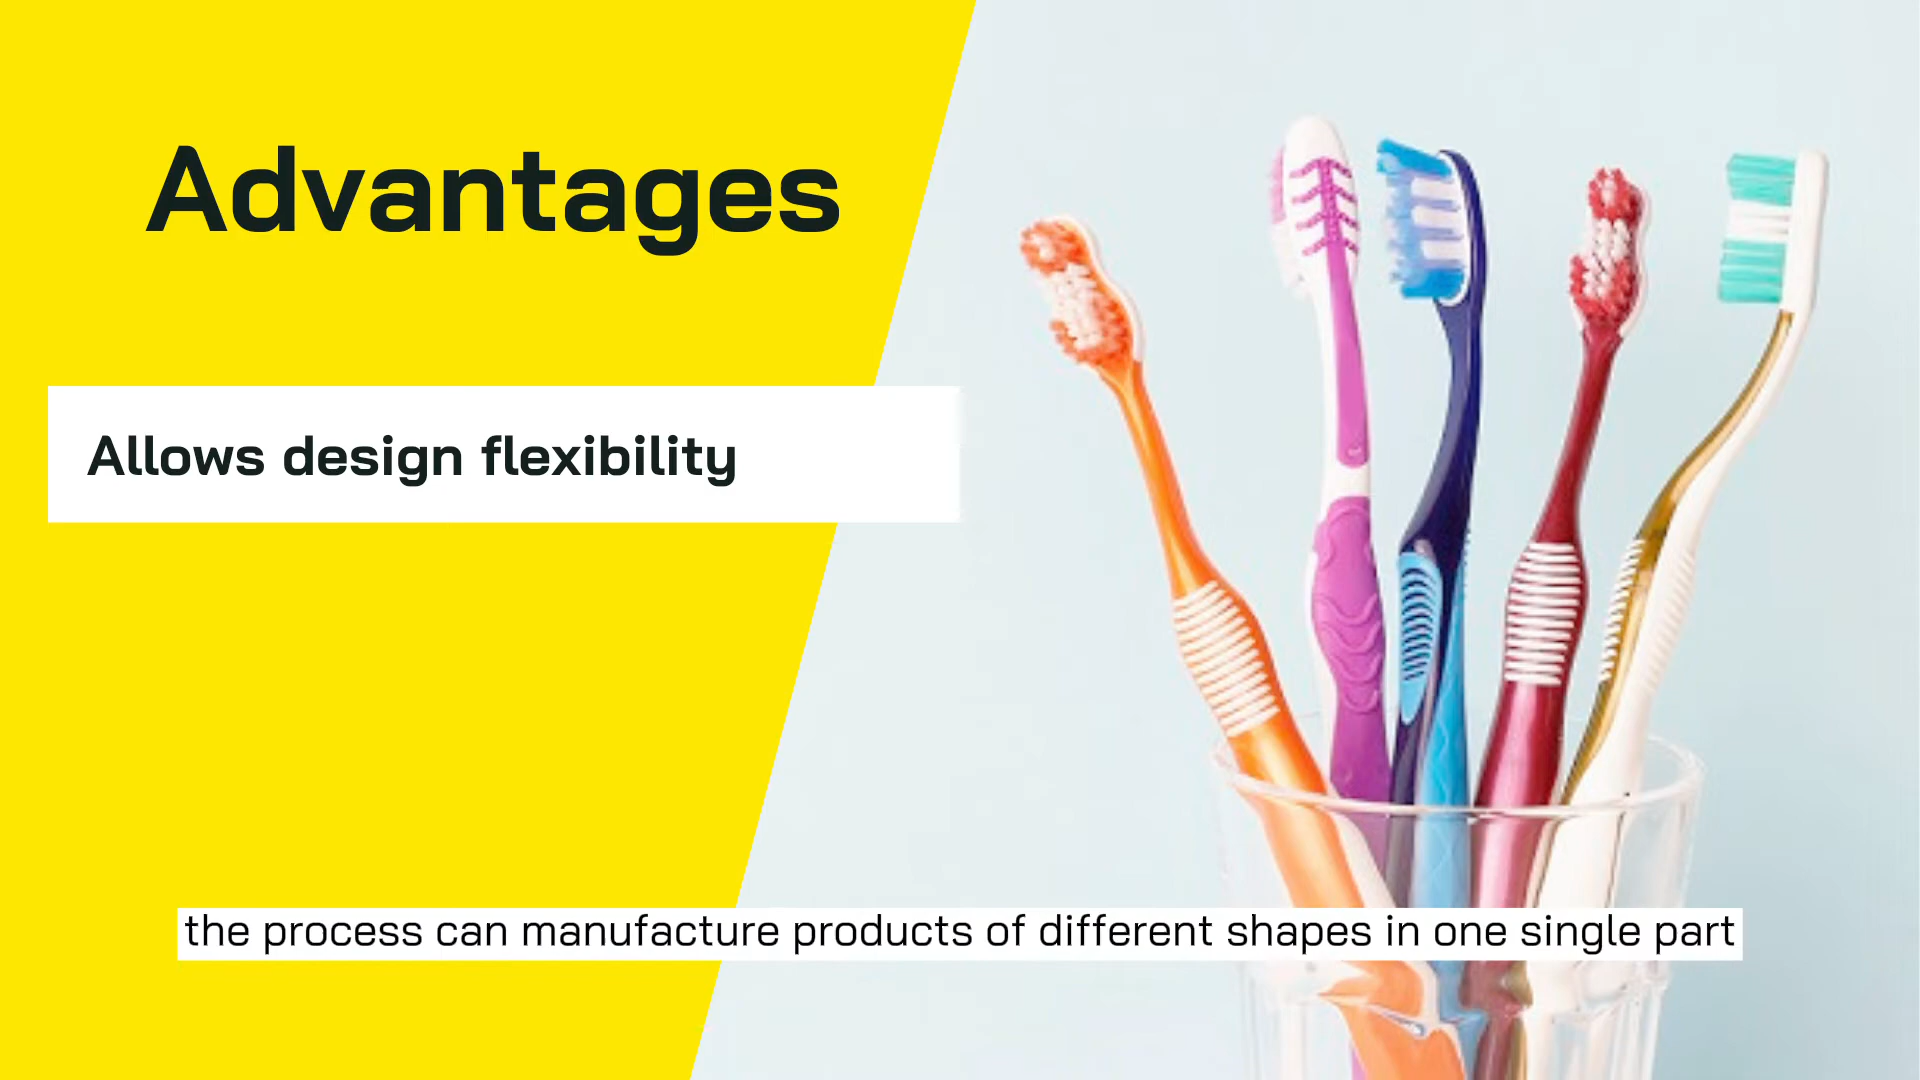 Advantages
Allows design flexibility
the process can manufacture products of different shapes in one single part